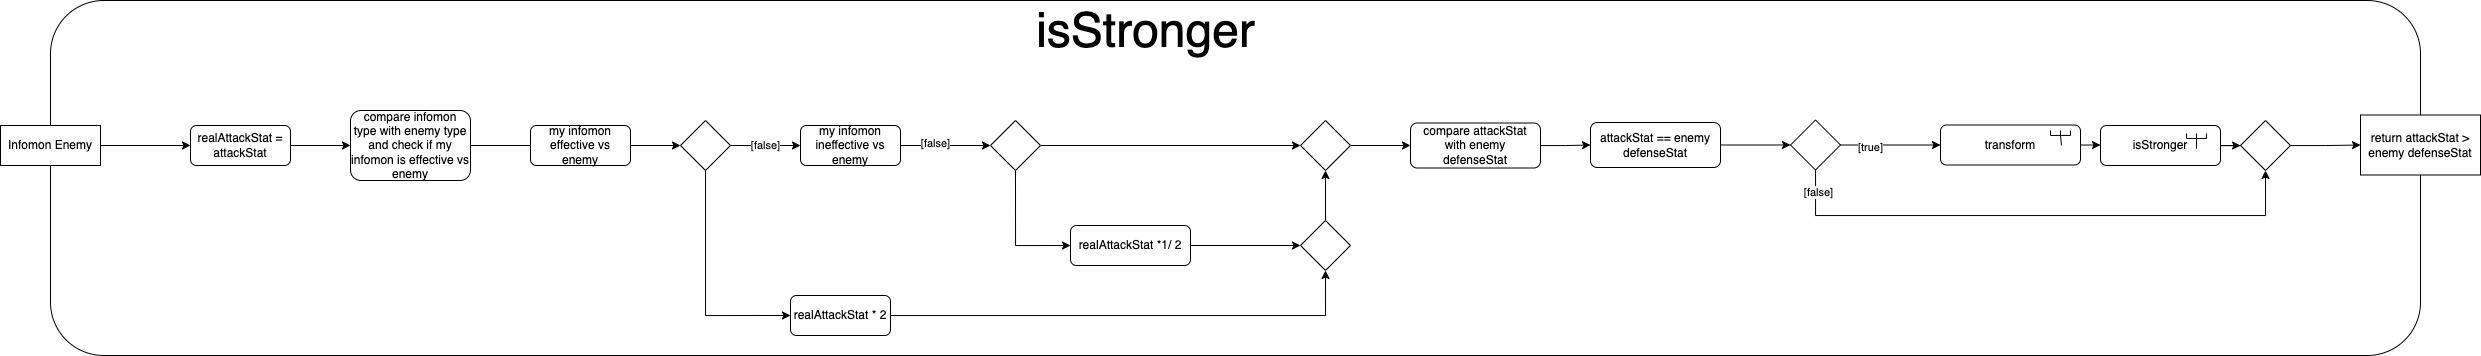 isStronger
Infomon Enemy
realAttackStat =
attackStat
compare infomon
type with enemy type
and check if my
infomon is effective vs
enemy
my infomon
effective vs
enemy
[false]
my infomon
ineffective vs
enemy
[false]
realAttackStat *1/ 2
realAttackStat * 2
compare attackStat
with enemy
defenseStat
attackStat == enemy
defenseStat
[true]
[false]
transform
isStronger
return attackStat >
enemy defenseStat